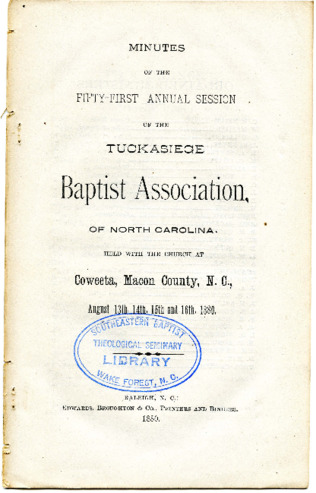 MINUTES
OF THE
FIFTY-FIRST ANNUAL SESSION
OF THE
TUCKASIEGE
Baptist Association,
OF NORTH CAROLINA.
HELD WITH THE CHURCH AT
Coweeta, Macon County, N. C.,
August 13th, 14th, 15th and 16th, 1880.
SOUTHEASTERN BAPTIST
THEOLOGICAL SEMINARY
LIBRARY
WAKE FOREST, N. C.
RALEIGH, N. C.:
Edwards, Broughton & Co., Printers and Binders.
1880.